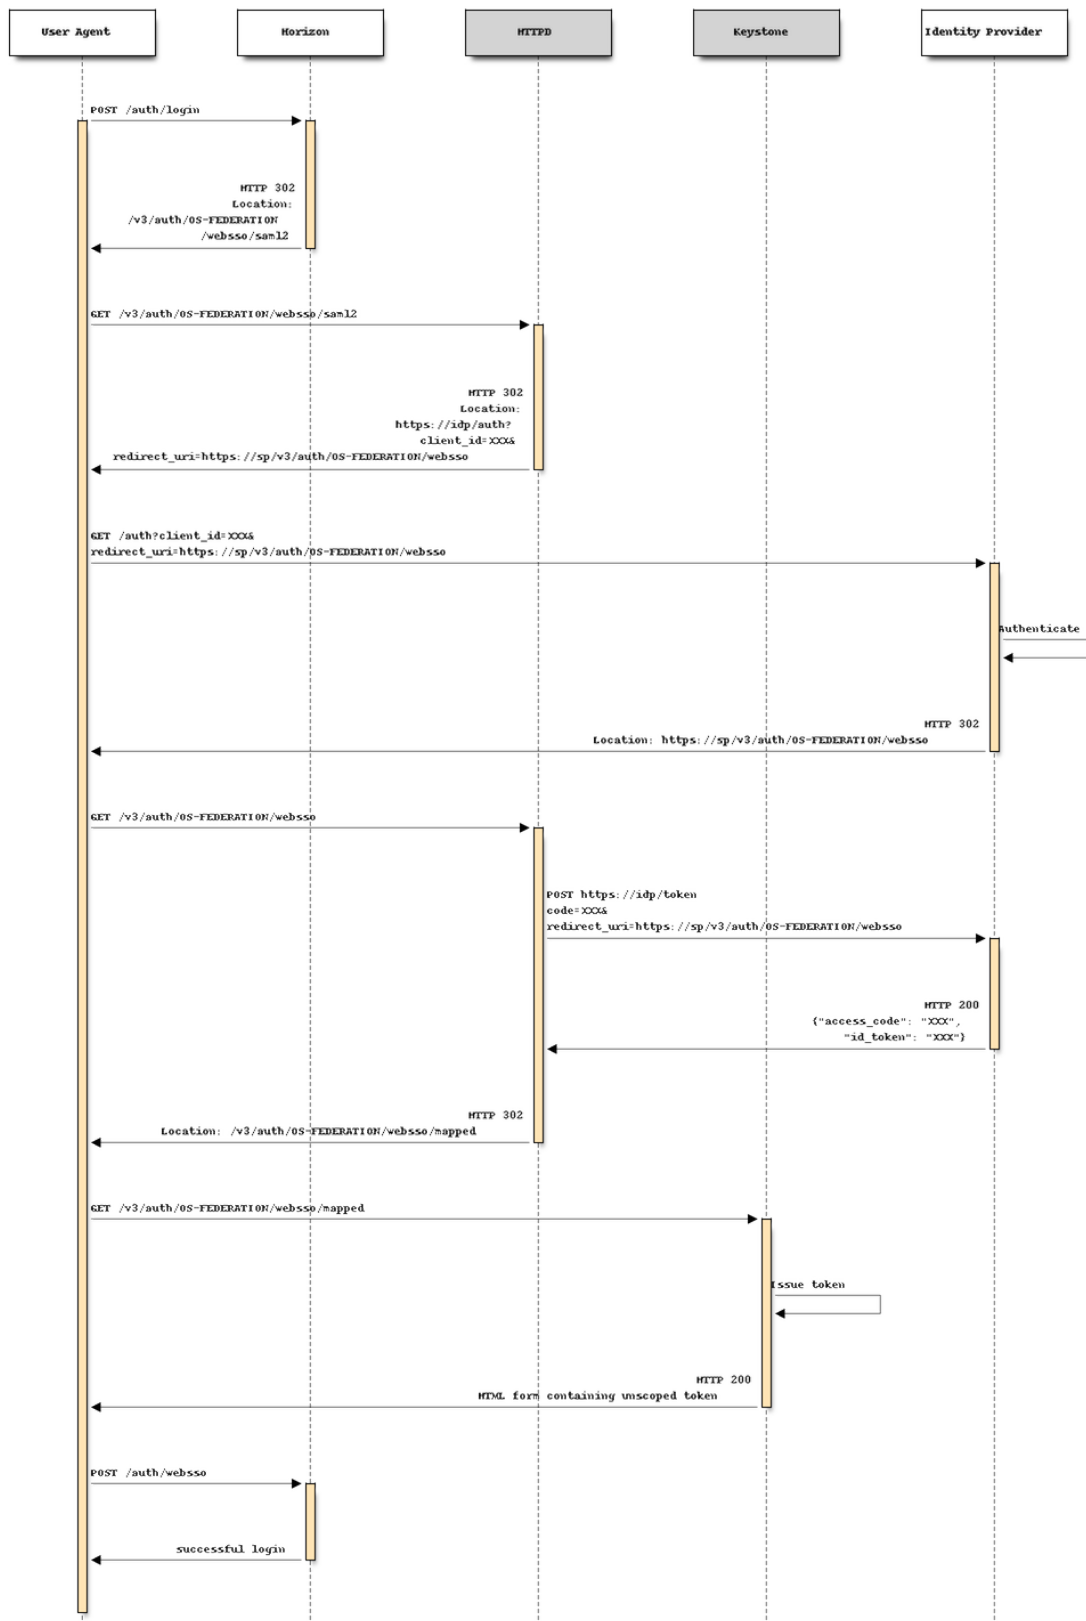 User Agent
Horizon
HTTPD
Keystone
Identity Provider
POST /auth/login
HTTP 302
Location:
/v3/auth/OS-FEDERATION
/websso/saml2
GET /v3/auth/OS-FEDERATION/websso/saml2
HTTP 302
Location:
https://idp/auth?
client_id=XXX&
redirect_uri=https://sp/v3/auth/OS-FEDERATION/websso
GET /auth?client_id=XXX&
redirect_uri=https://sp/v3/auth/OS-FEDERATION/websso
Authenticate
HTTP 302
Location: https://sp/v3/auth/OS-FEDERATION/websso
GET /v3/auth/OS-FEDERATION/websso
POST https://idp/token
code=XXX&
redirect_uri=https://sp/v3/auth/OS-FEDERATION/websso
HTTP 200
{"access_code": "XXX",
"id_token": "XXX"}
HTTP 302
Location: /v3/auth/OS-FEDERATION/websso/mapped
GET /v3/auth/OS-FEDERATION/websso/mapped
Issue token
HTTP 200
HTML form containing unscoped token
POST /auth/websso
successful login